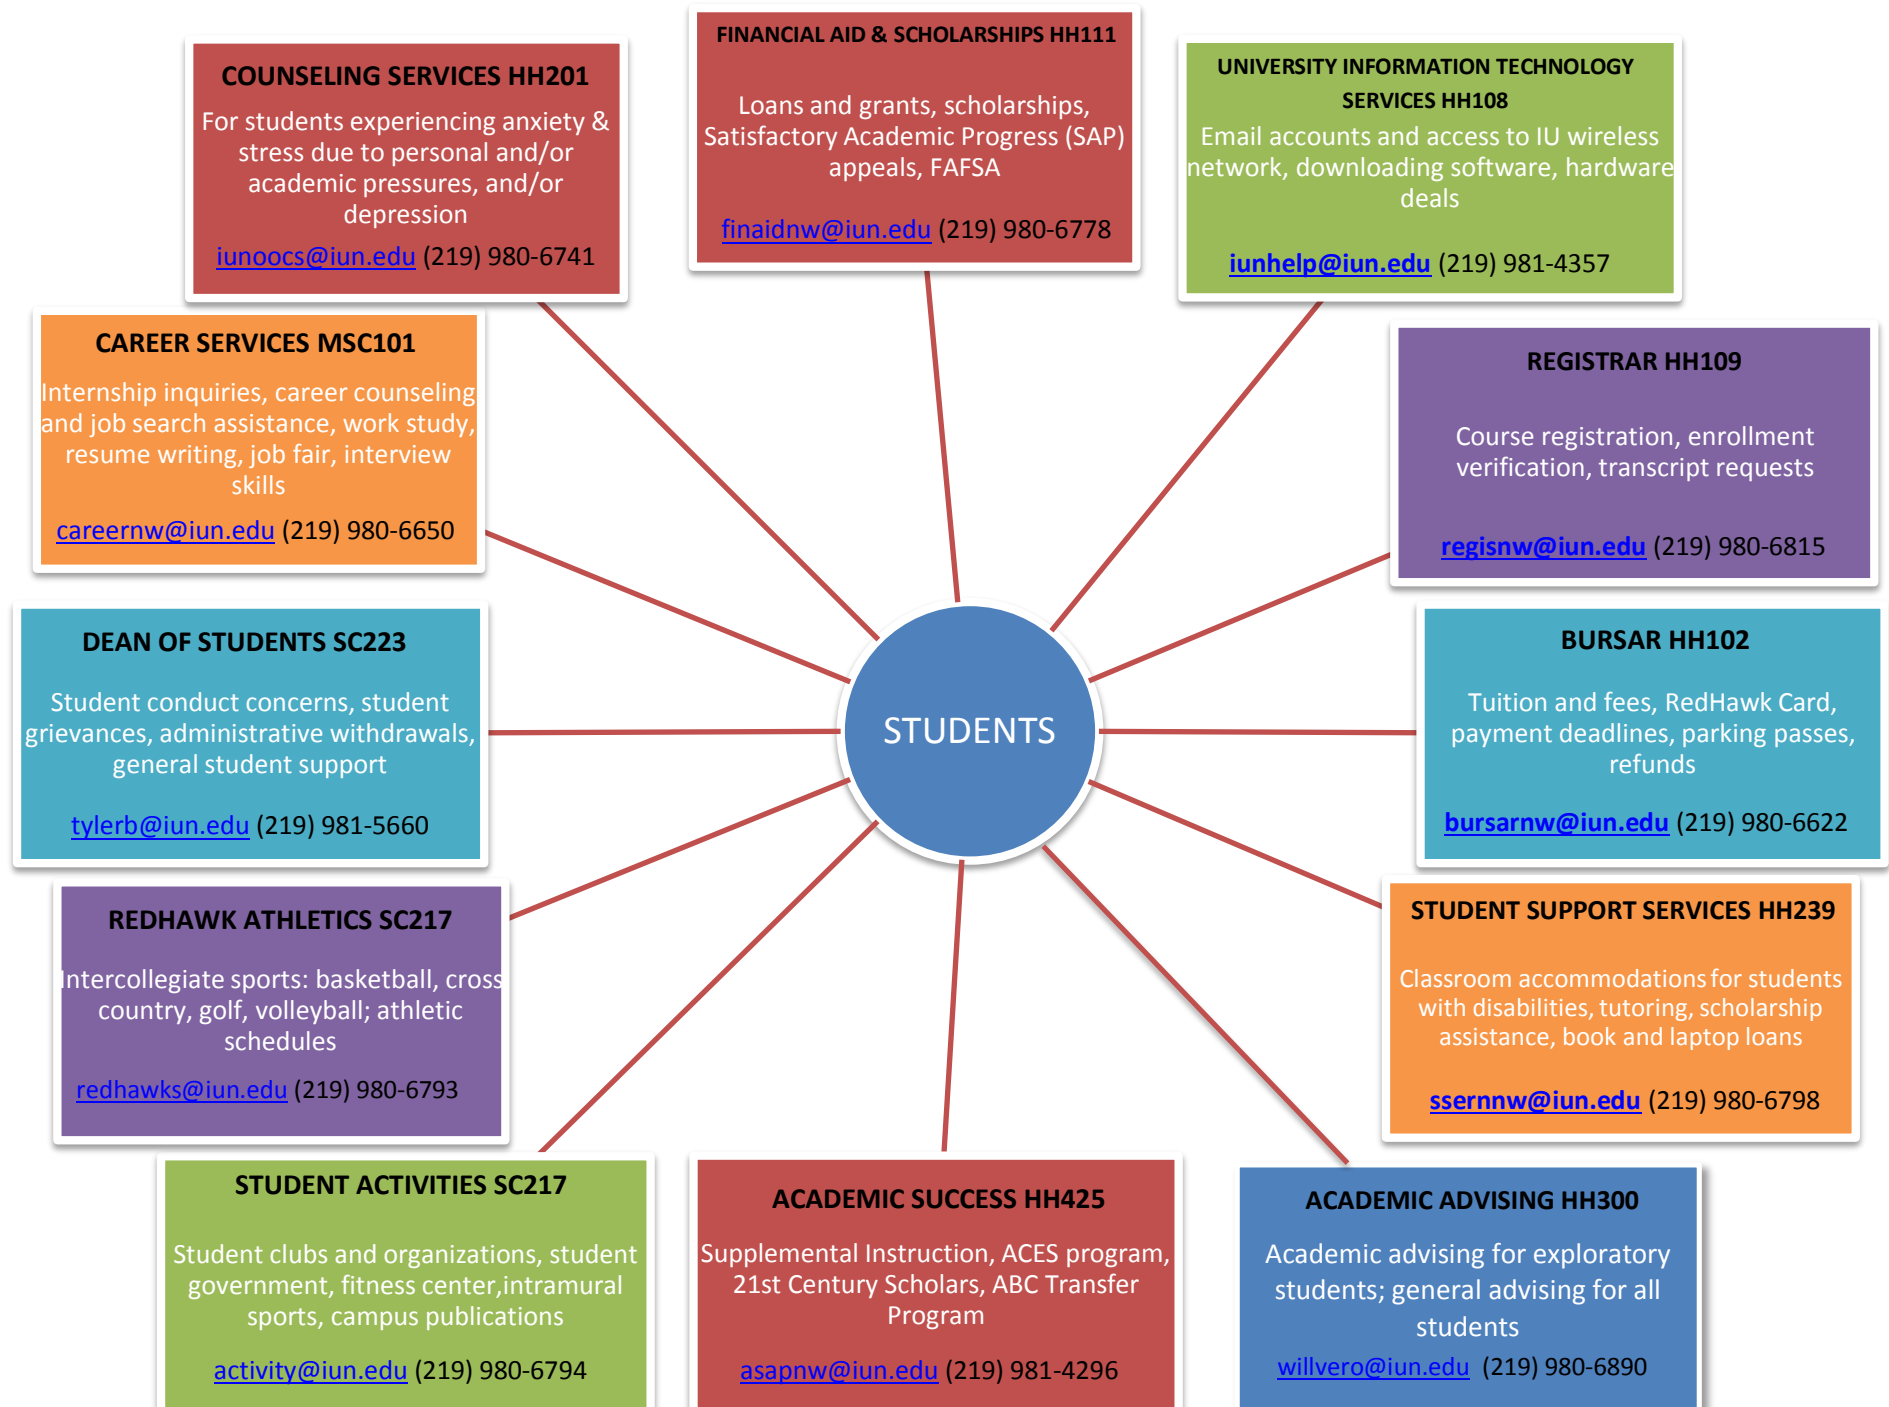 FINANCIAL AID & SCHOLARSHIPS HH111
Loans and grants, scholarships,
Satisfactory Academic Progress (SAP)
appeals, FAFSA
finaidnw@iun.edu (219) 980-6778
UNIVERSITY INFORMATION TECHNOLOGY
SERVICES HH108
Email accounts and access to IU wireless
network, downloading software, hardware
deals
iunhelp@iun.edu (219) 981-4357
REGISTRAR HH109
Course registration, enrollment
verification, transcript requests
regisnw@iun.edu (219) 980-6815
BURSAR HH102
Tuition and fees, RedHawk Card,
payment deadlines, parking passes,
refunds
bursarnw@iun.edu (219) 980-6622
STUDENT SUPPORT SERVICES HH239
Classroom accommodations for students
with disabilities, tutoring, scholarship
assistance, book and laptop loans
ssernnw@iun.edu (219) 980-6798
ACADEMIC ADVISING HH300
Academic advising for exploratory
students; general advising for all
students
willvero@iun.edu (219) 980-6890
ACADEMIC SUCCESS HH425
Supplemental Instruction, ACES program,
21st Century Scholars, ABC Transfer
Program
asapnw@iun.edu (219) 981-4296
STUDENT ACTIVITIES SC217
Student clubs and organizations, student
government, fitness center,intramural
sports, campus publications
activity@iun.edu (219) 980-6794
REDHAWK ATHLETICS SC217
Intercollegiate sports: basketball, cross
country, golf, volleyball; athletic
schedules
redhawks@iun.edu (219) 980-6793
DEAN OF STUDENTS SC223
Student conduct concerns, student
grievances, administrative withdrawals,
general student support
tylerb@iun.edu (219) 981-5660
CAREER SERVICES MSC101
Internship inquiries, career counseling
and job search assistance, work study,
resume writing, job fair, interview
skills
careernw@iun.edu (219) 980-6650
COUNSELING SERVICES HH201
For students experiencing anxiety &
stress due to personal and/or
academic pressures, and/or
depression
iunoocs@iun.edu (219) 980-6741
STUDENTS